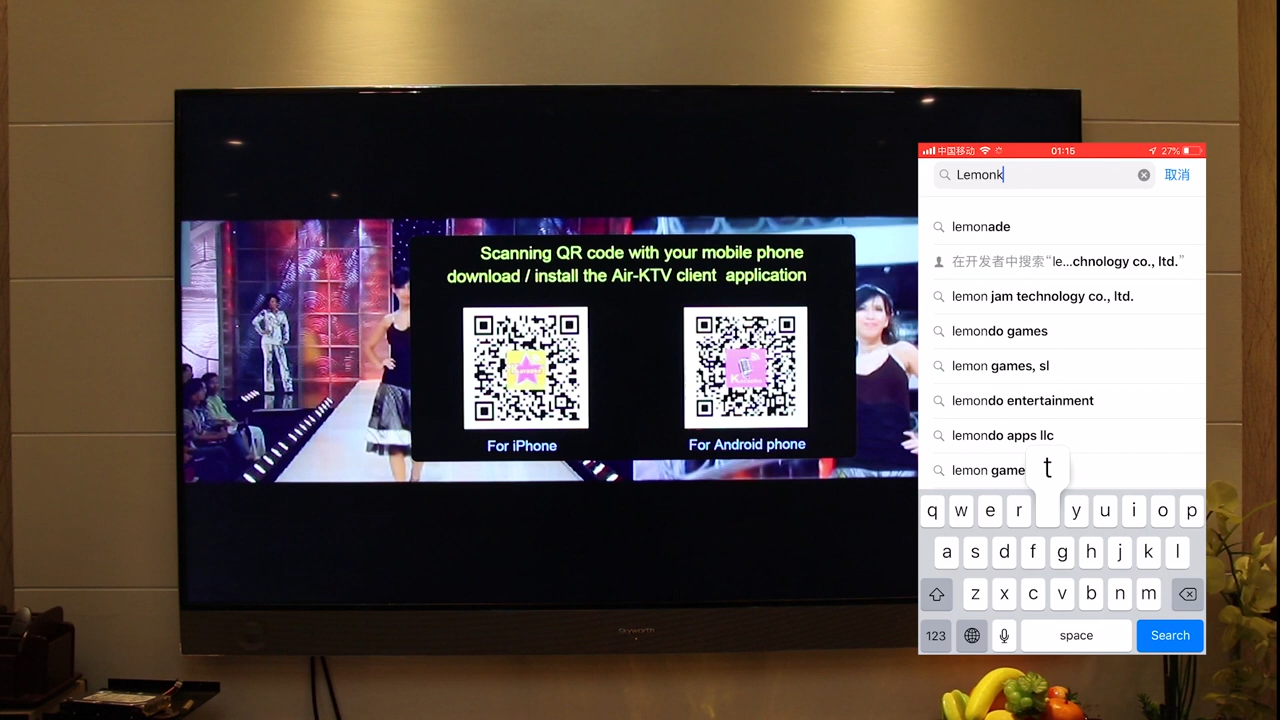 Scanning QR code with your mobile phone
download / install the Air-KTV client application
For iPhone
For Android phone
Skyworth
中国移动
01:15
27%
Lemonk
取消
lemonade
在开发者中搜索“le...chnology co., ltd.”
lemon jam technology co., ltd.
lemondo games
lemon games, sl
lemondo entertainment
lemondo apps llc
lemon game
t
q w e r y u i o p
a s d f g h j k l
z x c v b n m
123 space Search